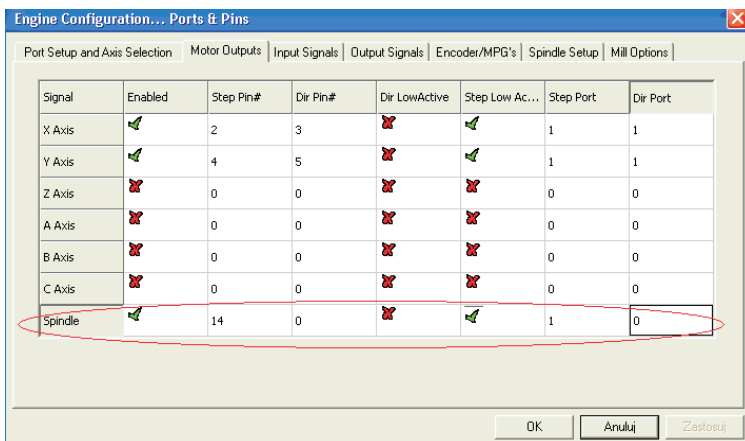 Engine Configuration... Ports & Pins
Port Setup and Axis Selection Motor Outputs Input Signals Output Signals Encoder/MPG's Spindle Setup Mill Options
Signal Enabled Step Pin# Dir Pin# Dir LowActive Step Low Ac... Step Port Dir Port
X Axis 2 3 1 1
Y Axis 4 5 1 1
Z Axis 0 0 0 0
A Axis 0 0 0 0
B Axis 0 0 0 0
C Axis 0 0 0 0
Spindle 14 0 1 0
OK Anuluj Zastosuj